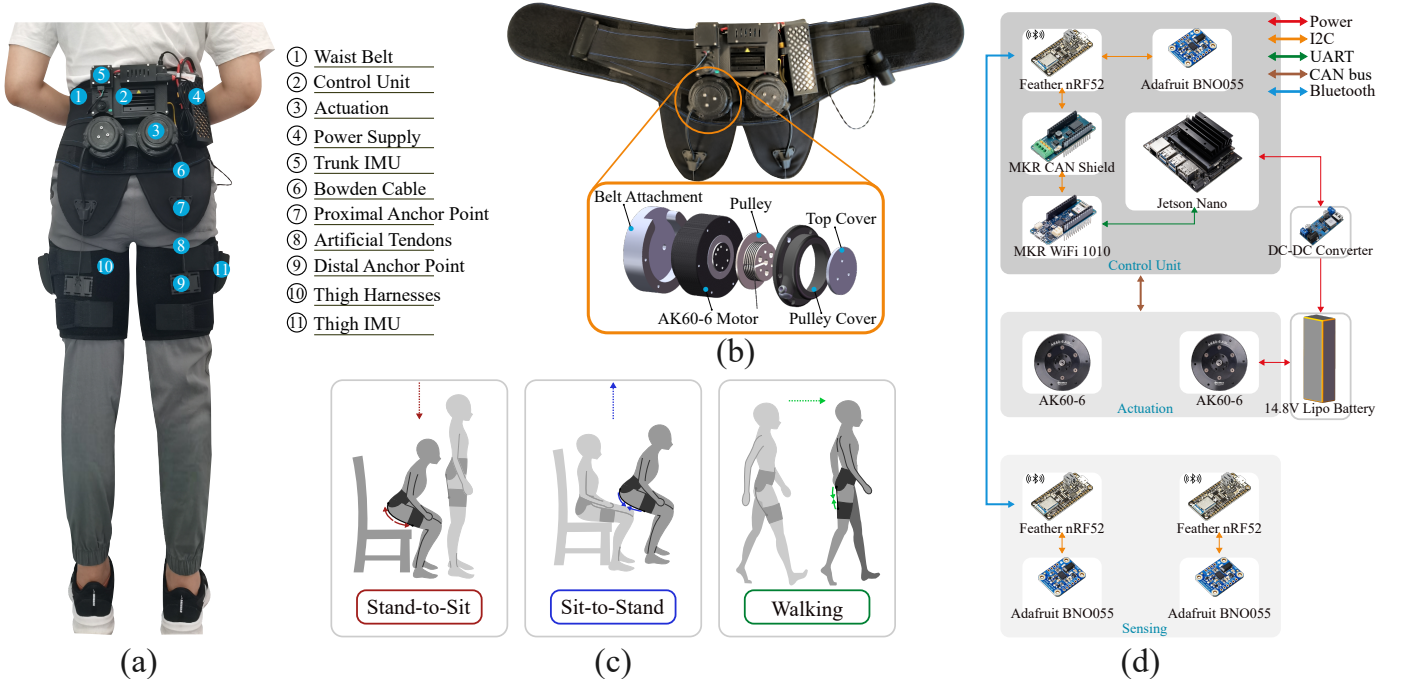 ① Waist Belt
② Control Unit
③ Actuation
④ Power Supply
⑤ Trunk IMU
⑥ Bowden Cable
⑦ Proximal Anchor Point
⑧ Artificial Tendons
⑨ Distal Anchor Point
⑩ Thigh Harnesses
⑪ Thigh IMU
5
1
2
4
3
6
7
8
10
11
9
(a)
Belt Attachment
Pulley
Top Cover
AK60-6 Motor
Pulley Cover
(b)
Stand-to-Sit
Sit-to-Stand
Walking
(c)
Power
I2C
UART
CAN bus
Bluetooth
Feather nRF52
Adafruit BNO055
MKR CAN Shield
Jetson Nano
MKR WiFi 1010
Control Unit
DC-DC Converter
AK60-6
AK60-6
Actuation
14.8V Lipo Battery
Feather nRF52
Feather nRF52
Adafruit BNO055
Adafruit BNO055
Sensing
(d)